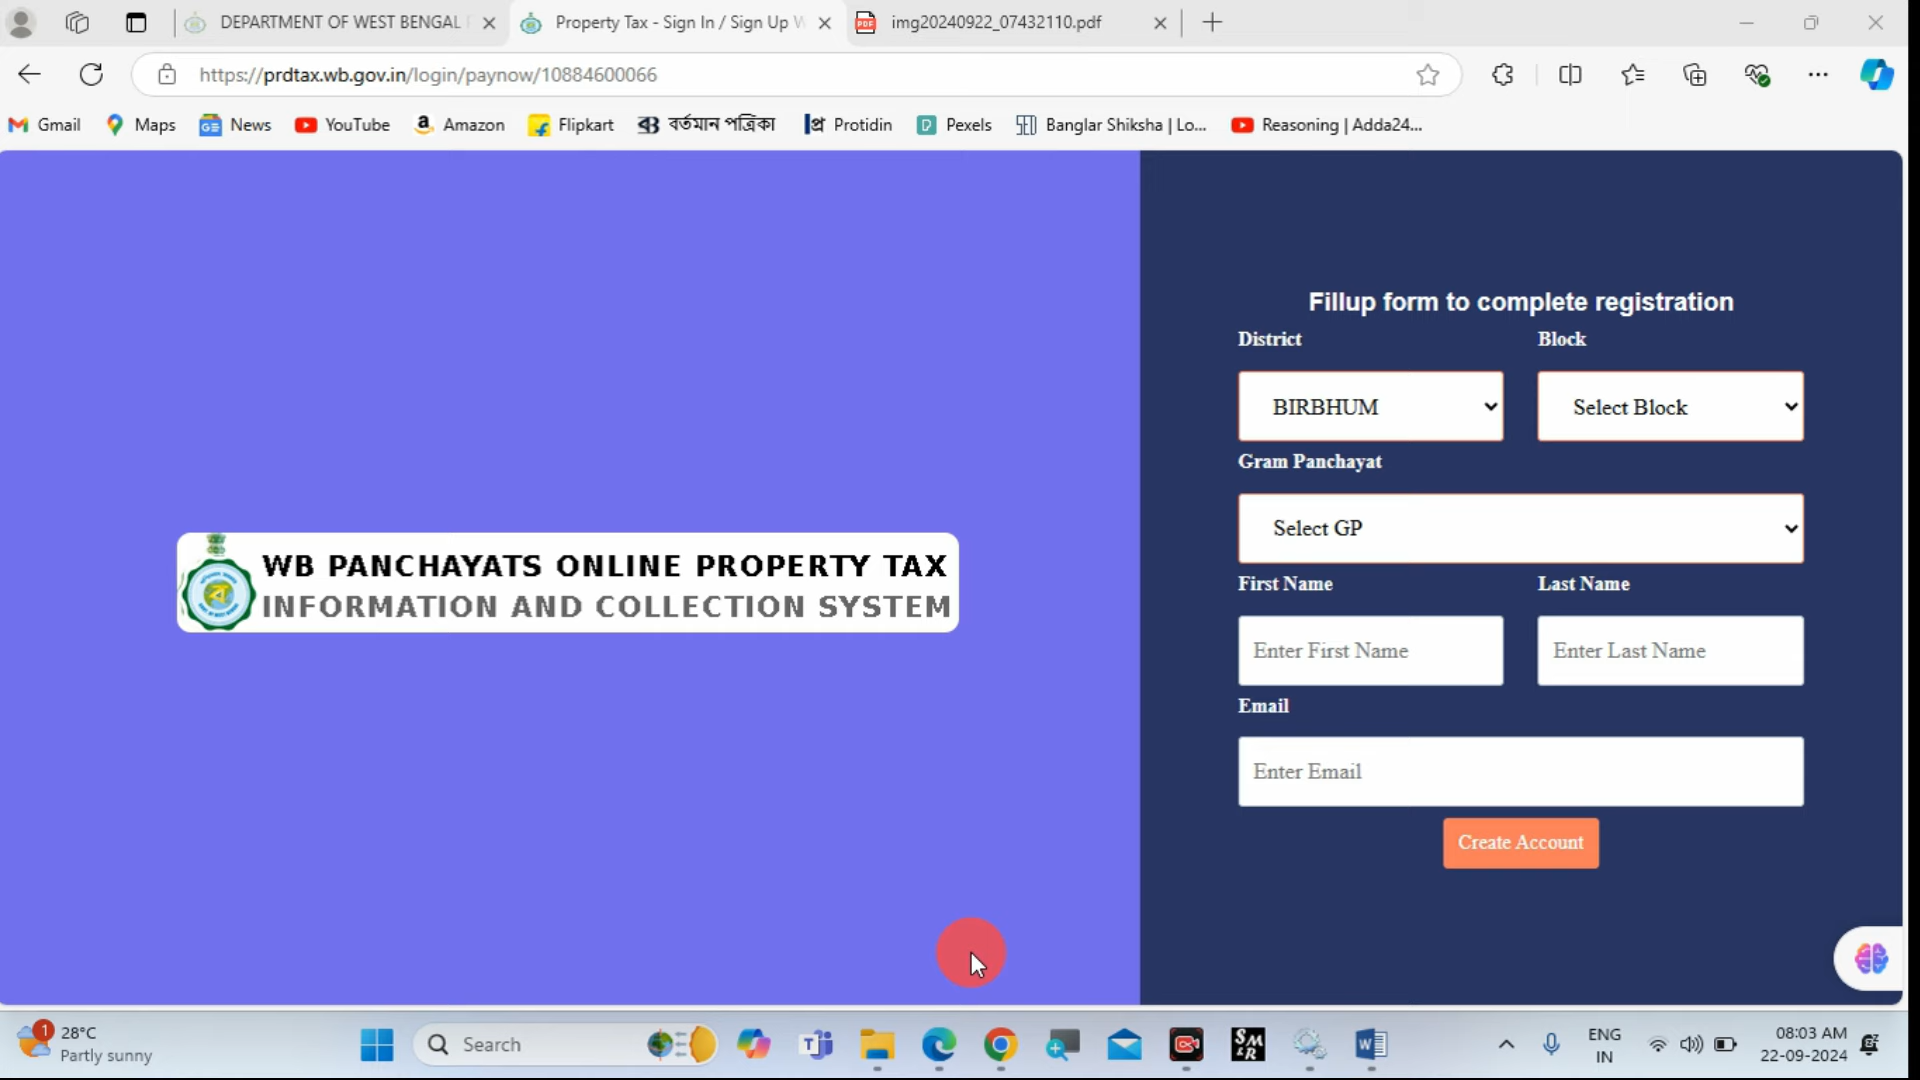 DEPARTMENT OF WEST BENGAL
Property Tax - Sign In / Sign Up
img20240922_07432110.pdf
https://prdtax.wb.gov.in/login/paynow/10884600066
Gmail
Maps
News
YouTube
Amazon
Flipkart
বর্তমান পত্রিকা
Protidin
Pexels
Banglar Shiksha | Lo...
Reasoning | Adda24...
WB PANCHAYATS ONLINE PROPERTY TAX
INFORMATION AND COLLECTION SYSTEM
Fillup form to complete registration
District
Block
BIRBHUM
Select Block
Gram Panchayat
Select GP
First Name
Last Name
Enter First Name
Enter Last Name
Email
Enter Email
Create Account
1
28°C
Partly sunny
Search
SM
&R
ENG
IN
08:03 AM
22-09-2024